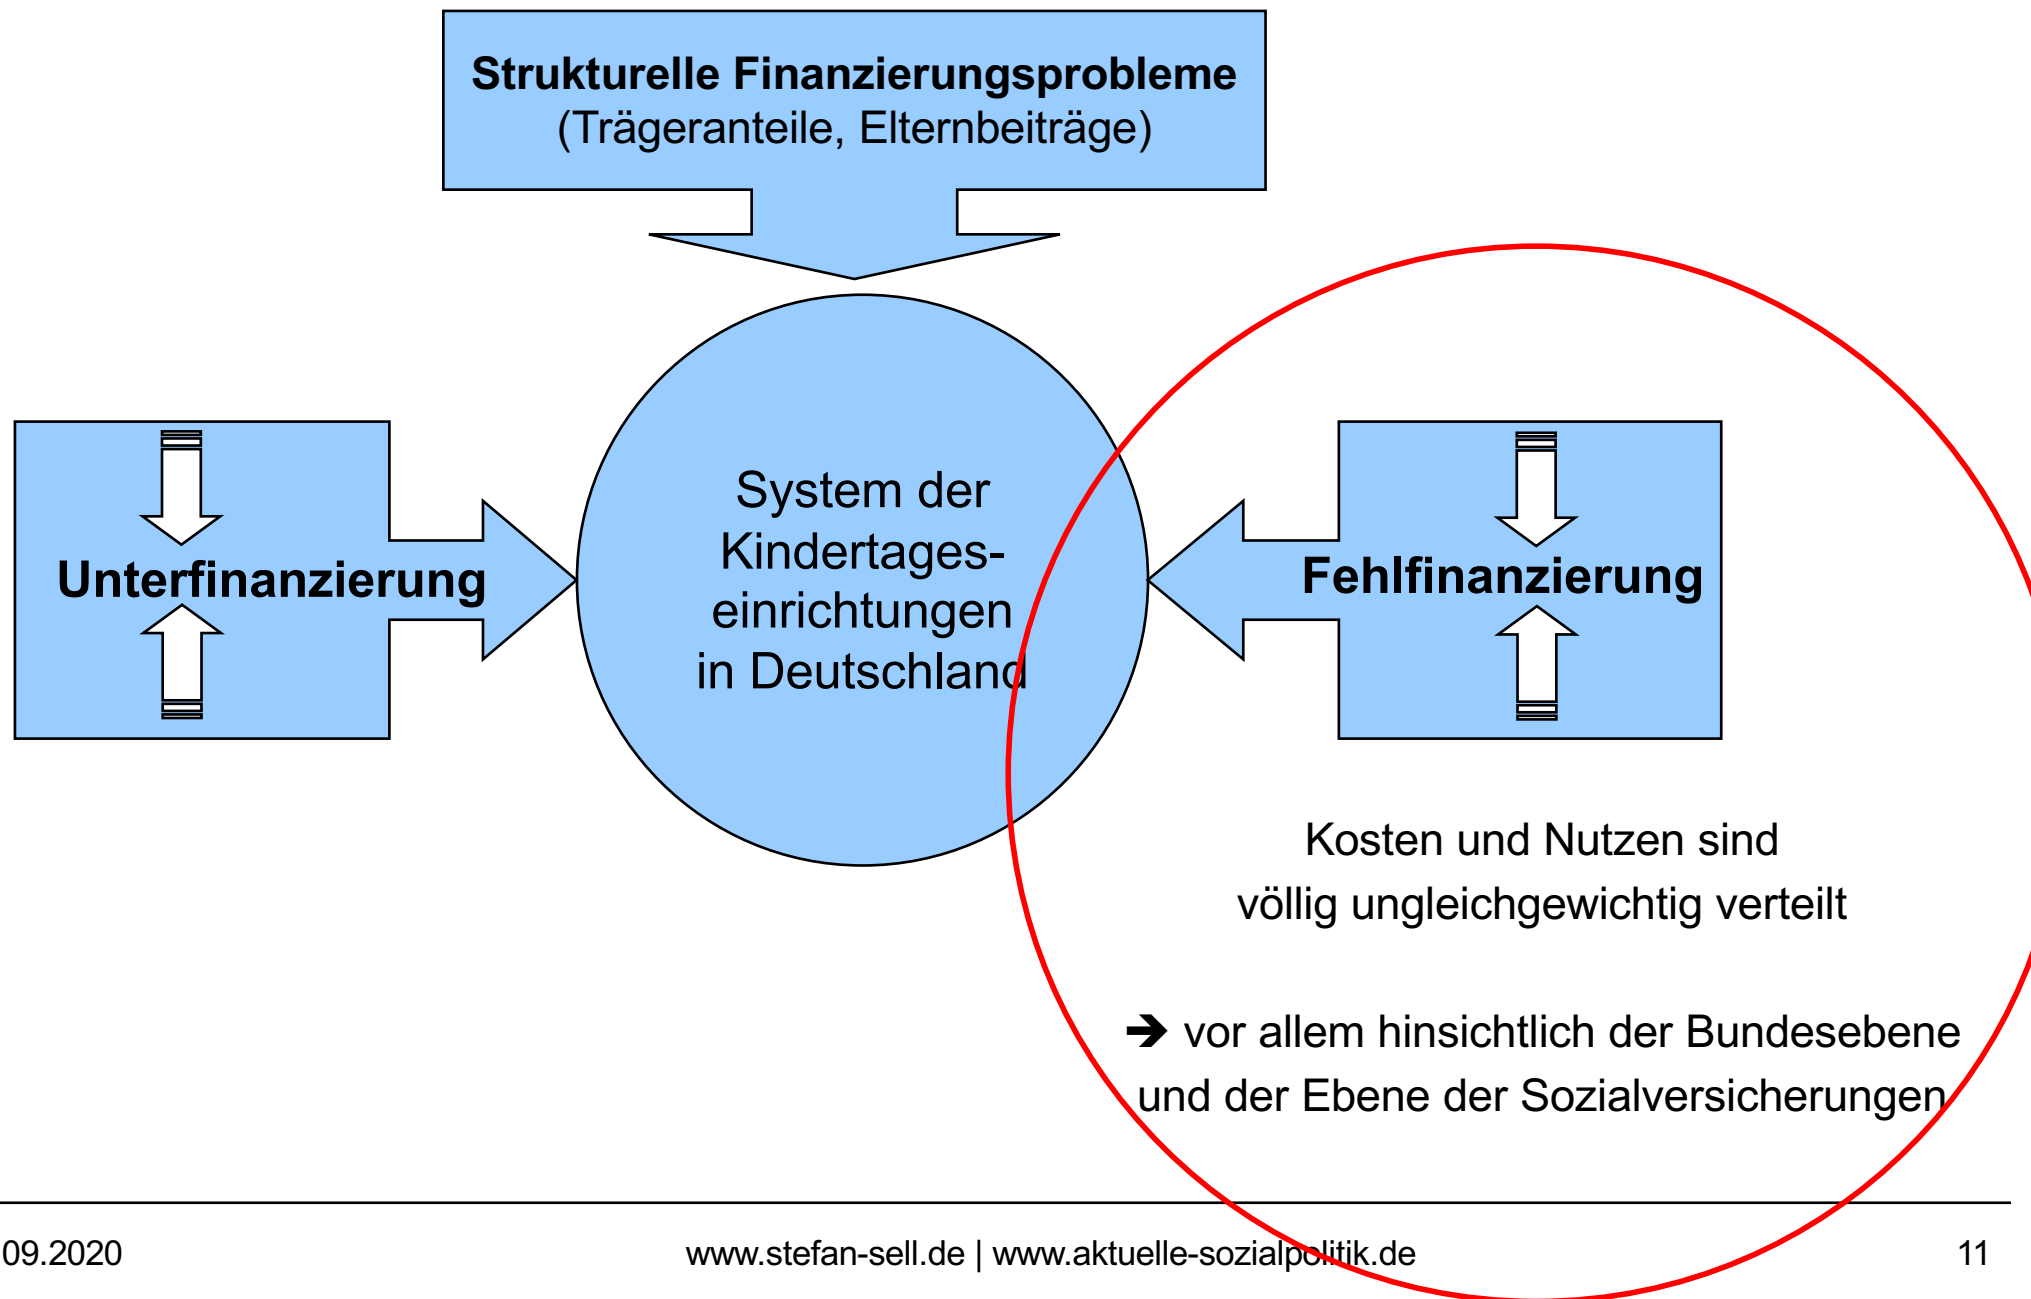 Strukturelle Finanzierungsprobleme
(Trägeranteile, Elternbeiträge)
System der
Kindertages-
einrichtungen
in Deutschland
Unterfinanzierung
Fehlfinanzierung
Kosten und Nutzen sind
völlig ungleichgewichtig verteilt
➔ vor allem hinsichtlich der Bundesebene
und der Ebene der Sozialversicherungen
09.2020
www.stefan-sell.de | www.aktuelle-sozialpolitik.de
11